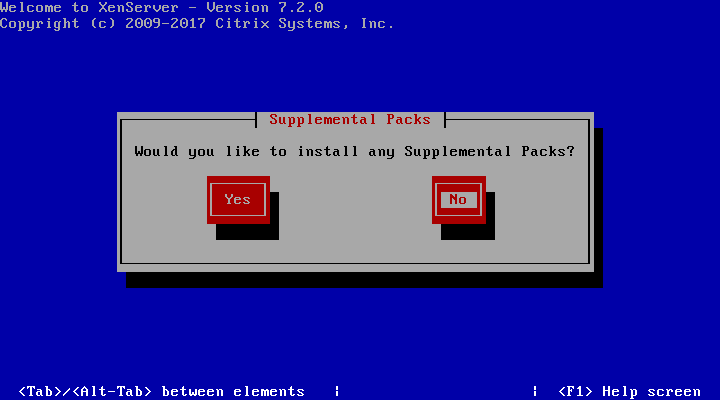 Welcome to XenServer - Version 7.2.0
Copyright (c) 2009-2017 Citrix Systems, Inc.
Supplemental Packs
Would you like to install any Supplemental Packs?
Yes No
<Tab>/<Alt-Tab> between elements | | <F1> Help screen